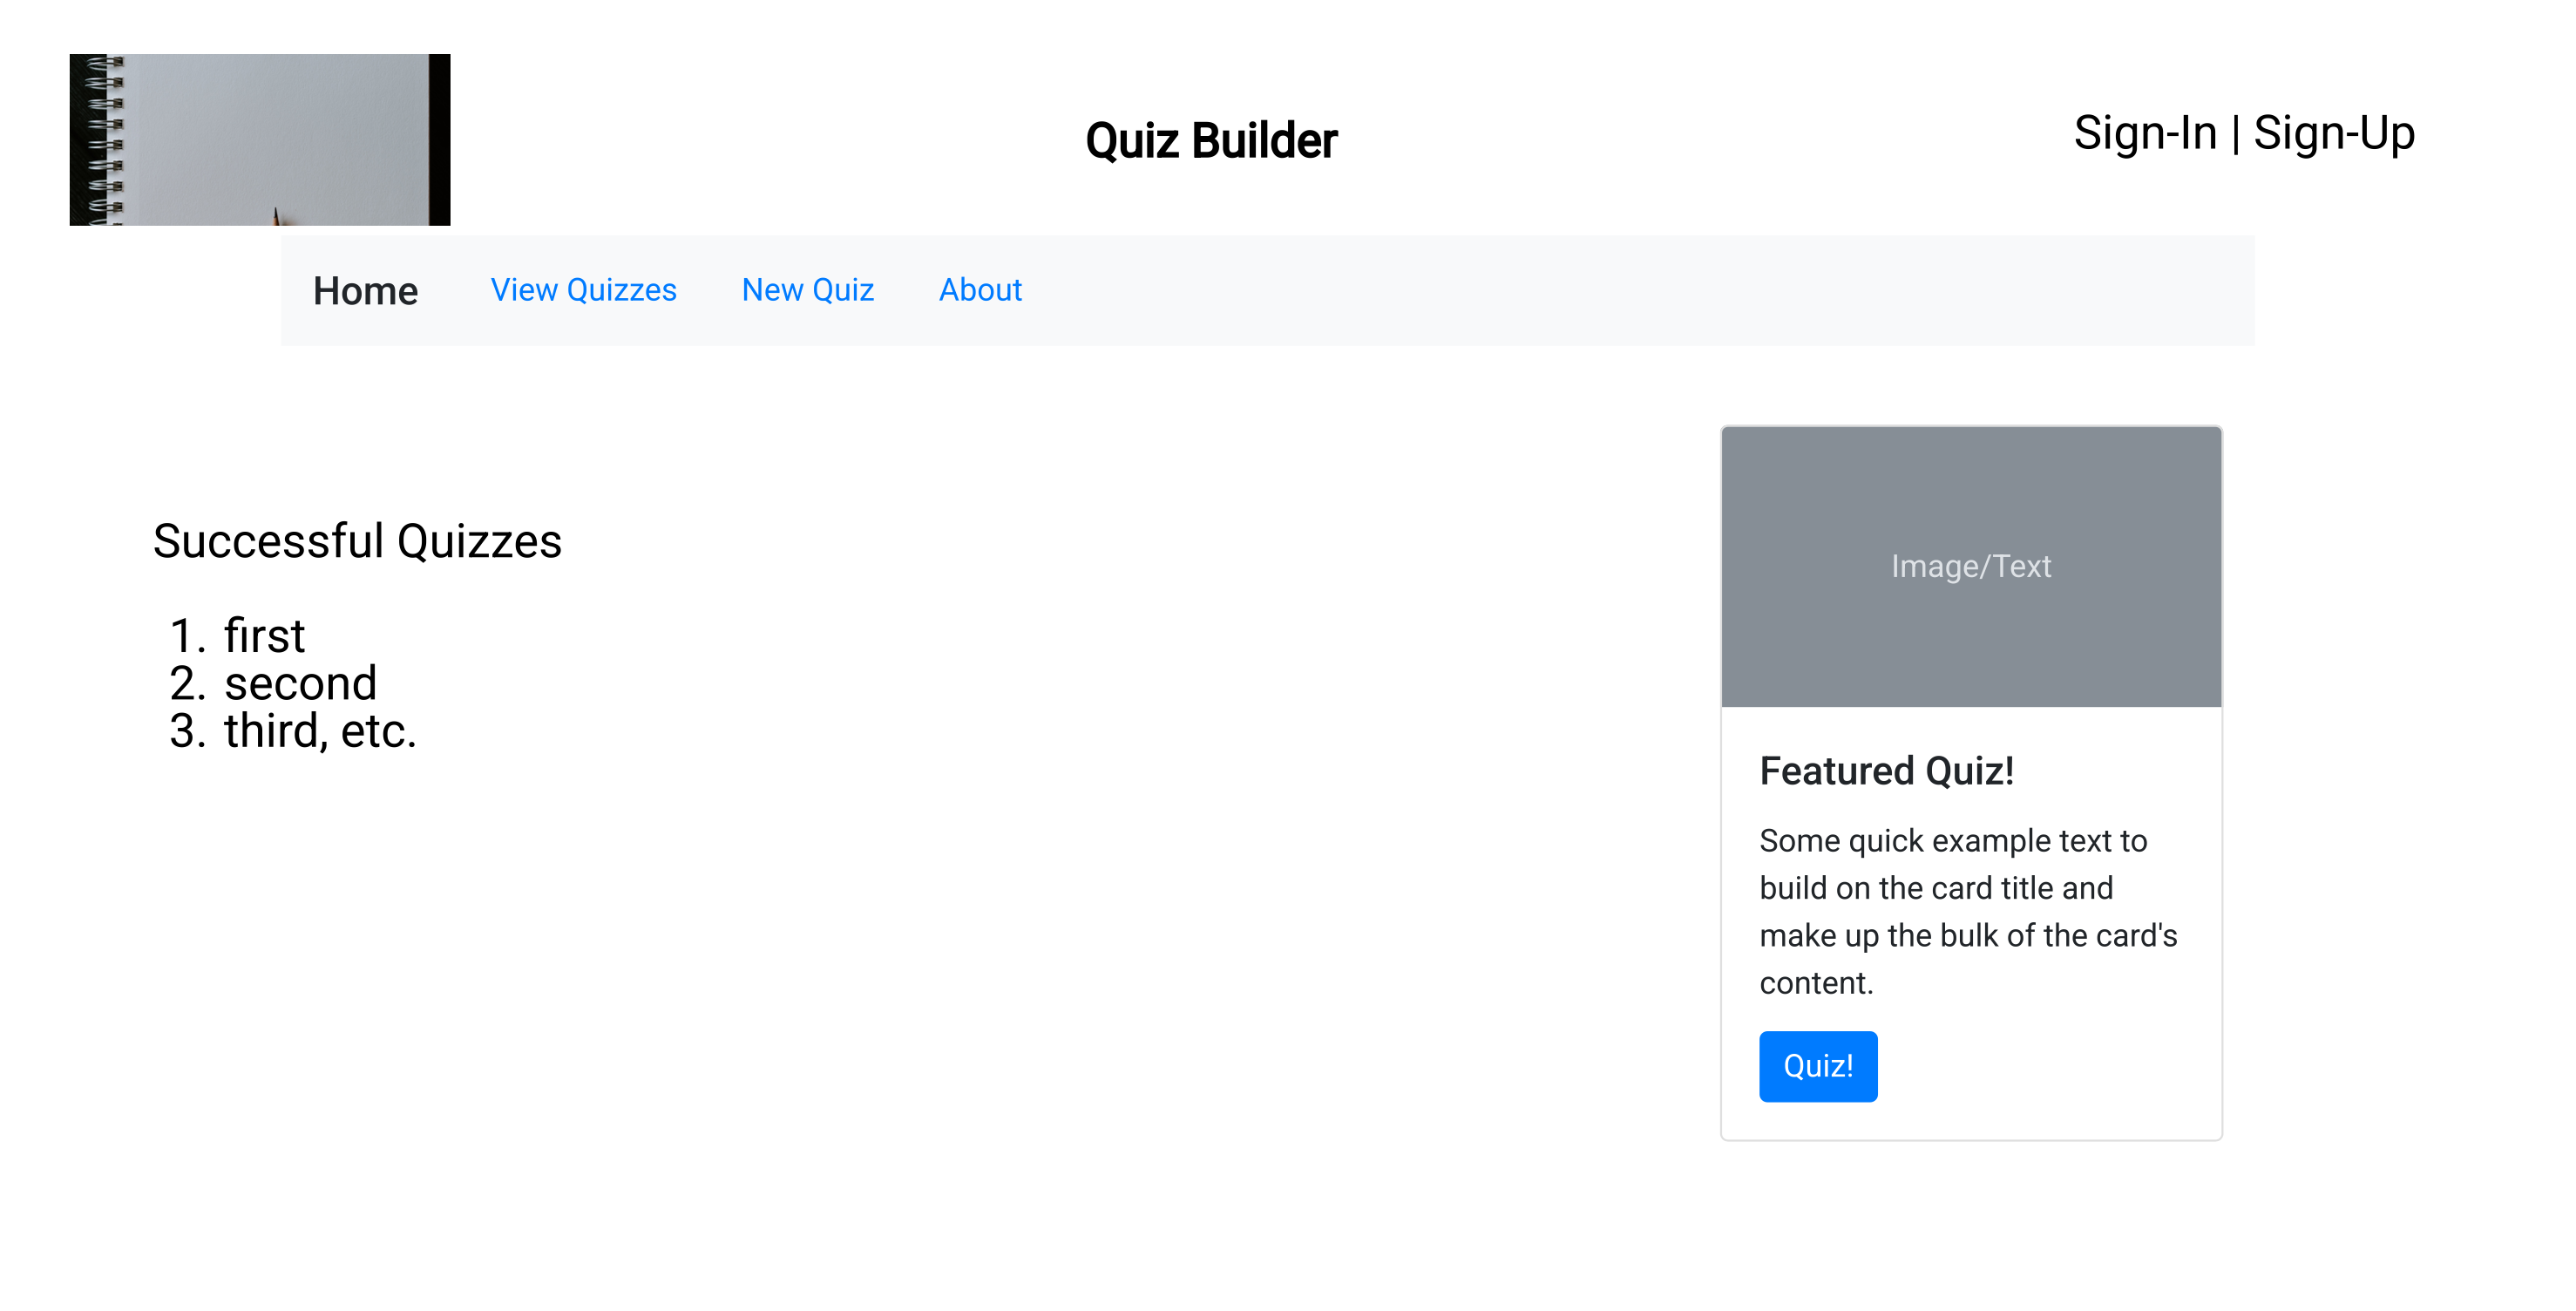 Quiz Builder
Sign-In | Sign-Up
Home
View Quizzes
New Quiz
About
Successful Quizzes
1. first
2. second
3. third, etc.
Image/Text
Featured Quiz!
Some quick example text to
build on the card title and
make up the bulk of the card's
content.
Quiz!